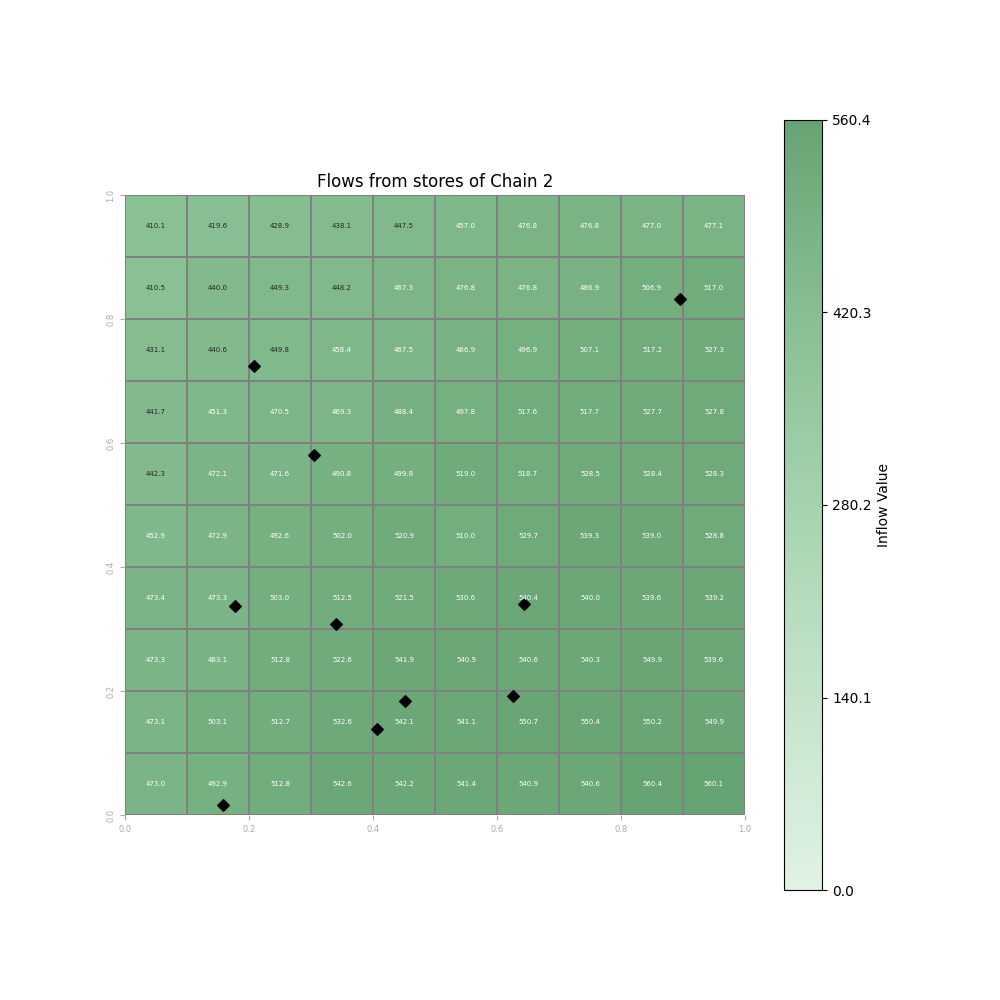 Flows from stores of Chain 2
1.0
410.1 419.6 428.9 438.1 447.5 457.0 476.8 476.8 477.0 477.1
410.5 440.0 449.3 448.2 467.3 476.8 476.8 486.9 506.9 517.0
0.8
431.1 440.6 449.8 458.4 467.5 486.9 496.9 507.1 517.2 527.3
441.7 451.3 470.5 469.3 488.4 497.8 517.6 517.7 527.7 527.8
0.6
442.3 472.1 471.6 490.8 499.8 519.0 518.7 528.5 528.4 528.3
452.9 472.9 492.6 502.0 520.9 510.0 529.7 539.3 539.0 528.8
0.4
473.4 473.3 503.0 512.5 521.5 530.6 540.4 540.0 539.6 539.2
473.3 483.1 512.8 522.6 541.9 540.9 540.6 540.3 549.9 539.6
0.2
473.1 503.1 512.7 532.6 542.1 541.1 550.7 550.4 550.2 549.9
473.0 492.9 512.8 542.6 542.2 541.4 540.9 540.6 560.4 560.1
0.0
0.0 0.2 0.4 0.6 0.8 1.0
560.4
420.3
280.2
140.1
0.0
Inflow Value